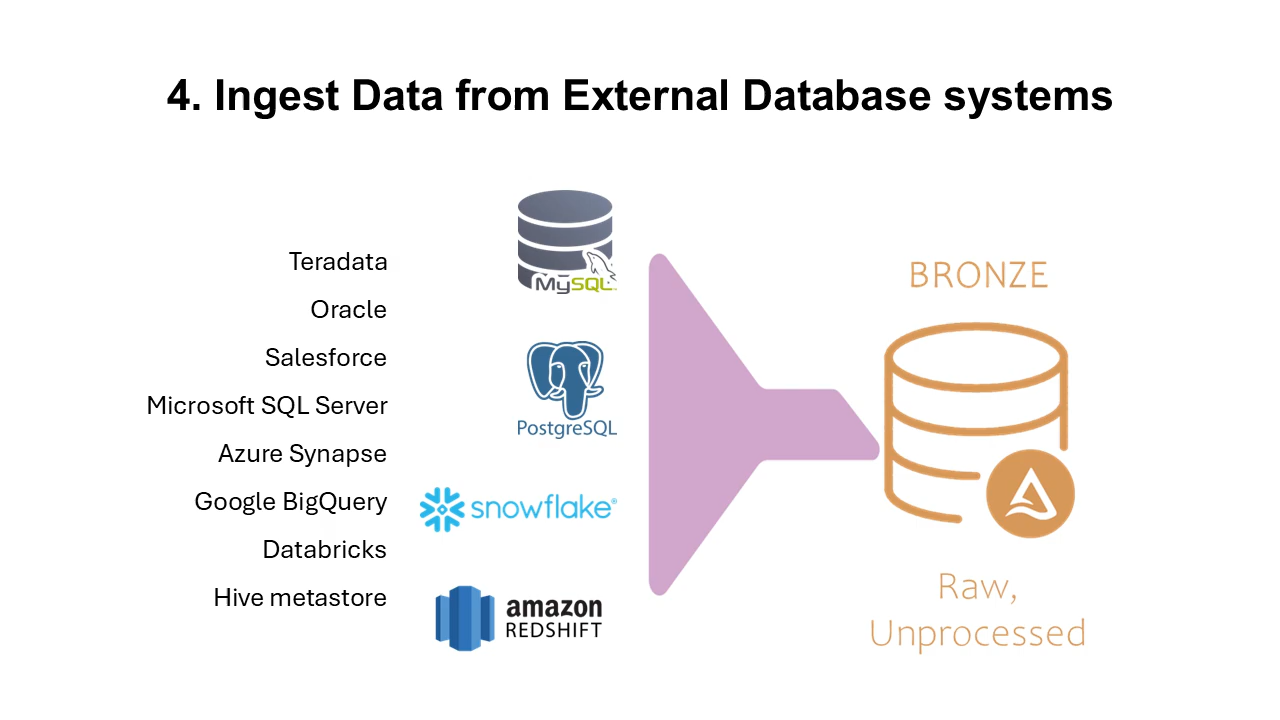 4. Ingest Data from External Database systems
Teradata
Oracle
Salesforce
Microsoft SQL Server
Azure Synapse
Google BigQuery
Databricks
Hive metastore
MySQL
PostgreSQL
snowflake®
amazon
REDSHIFT
BRONZE
Raw,
Unprocessed